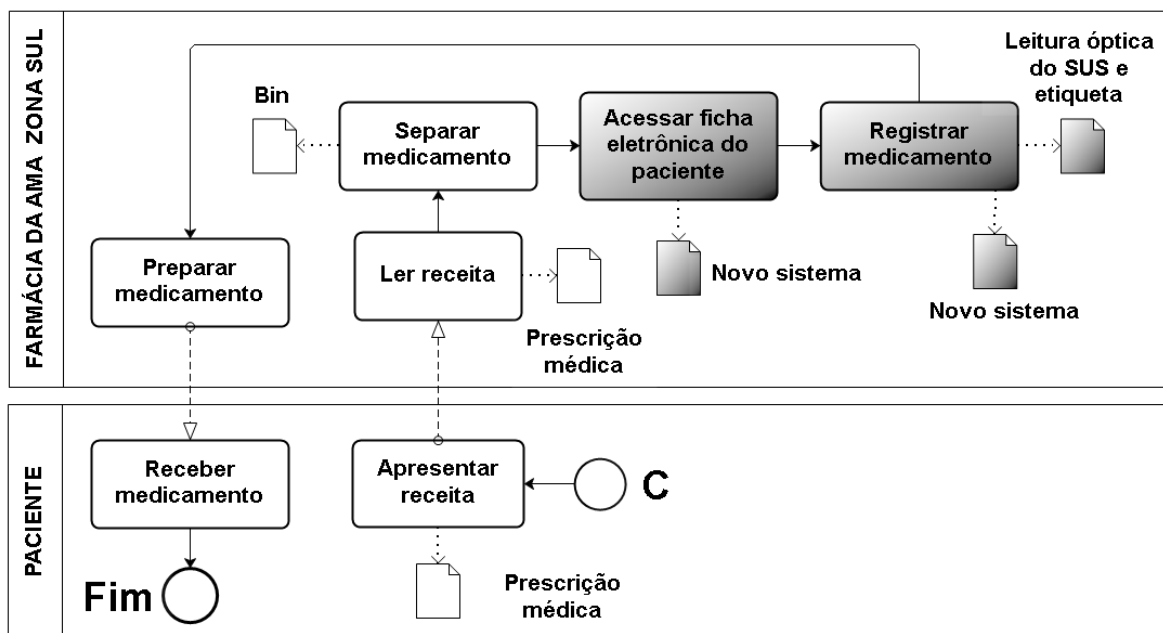 FARMÁCIA DA AMA ZONA SUL
Leitura óptica
do SUS e
etiqueta
Bin
Separar
medicamento
Acessar ficha
eletrônica do
paciente
Registrar
medicamento
Preparar
medicamento
Ler receita
Novo sistema
Novo sistema
Prescrição
médica
PACIENTE
Receber
medicamento
Apresentar
receita
C
Fim
Prescrição
médica